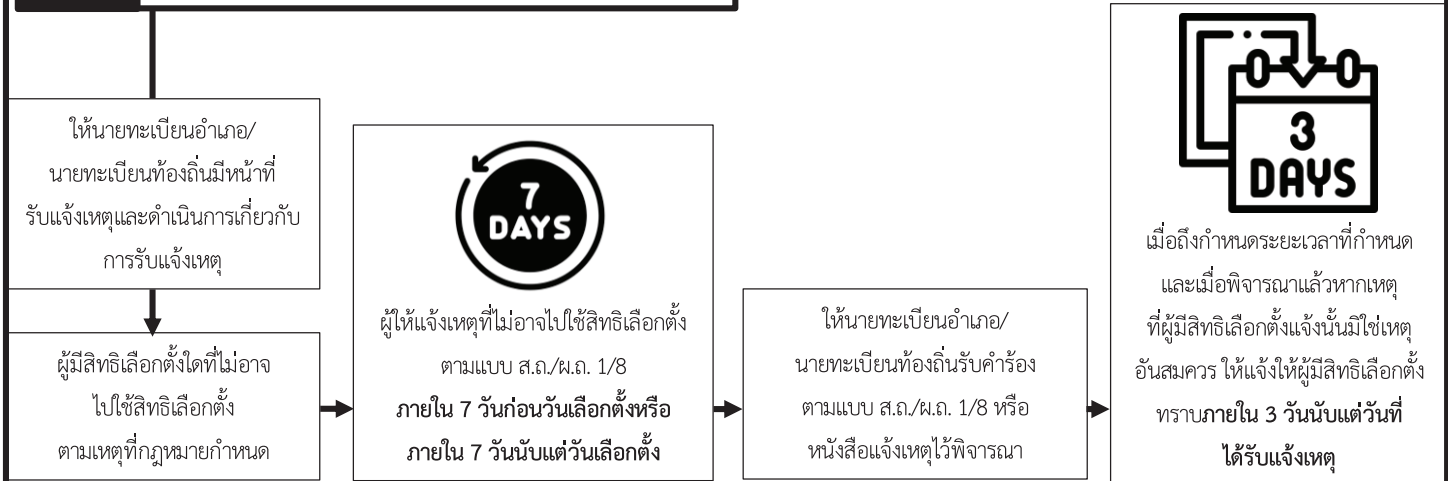 ให้นายทะเบียนอำเภอ/
นายทะเบียนท้องถิ่นมีหน้าที่
รับแจ้งเหตุและดำเนินการเกี่ยวกับ
การรับแจ้งเหตุ
ผู้มีสิทธิเลือกตั้งใดที่ไม่อาจ
ไปใช้สิทธิเลือกตั้ง
ตามเหตุที่กฎหมายกำหนด
7
DAYS
ผู้ให้แจ้งเหตุที่ไม่อาจไปใช้สิทธิเลือกตั้ง
ตามแบบ ส.ถ./ผ.ถ. 1/8
ภายใน 7 วันก่อนวันเลือกตั้งหรือ
ภายใน 7 วันนับแต่วันเลือกตั้ง
ให้นายทะเบียนอำเภอ/
นายทะเบียนท้องถิ่นรับคำร้อง
ตามแบบ ส.ถ./ผ.ถ. 1/8 หรือ
หนังสือแจ้งเหตุไว้พิจารณา
3
DAYS
เมื่อถึงกำหนดระยะเวลาที่กำหนด
และเมื่อพิจารณาแล้วหากเหตุ
ที่ผู้มีสิทธิเลือกตั้งแจ้งนั้นมิใช่เหตุ
อันสมควร ให้แจ้งให้ผู้มีสิทธิเลือกตั้ง
ทราบภายใน 3 วันนับแต่วันที่
ได้รับแจ้งเหตุ